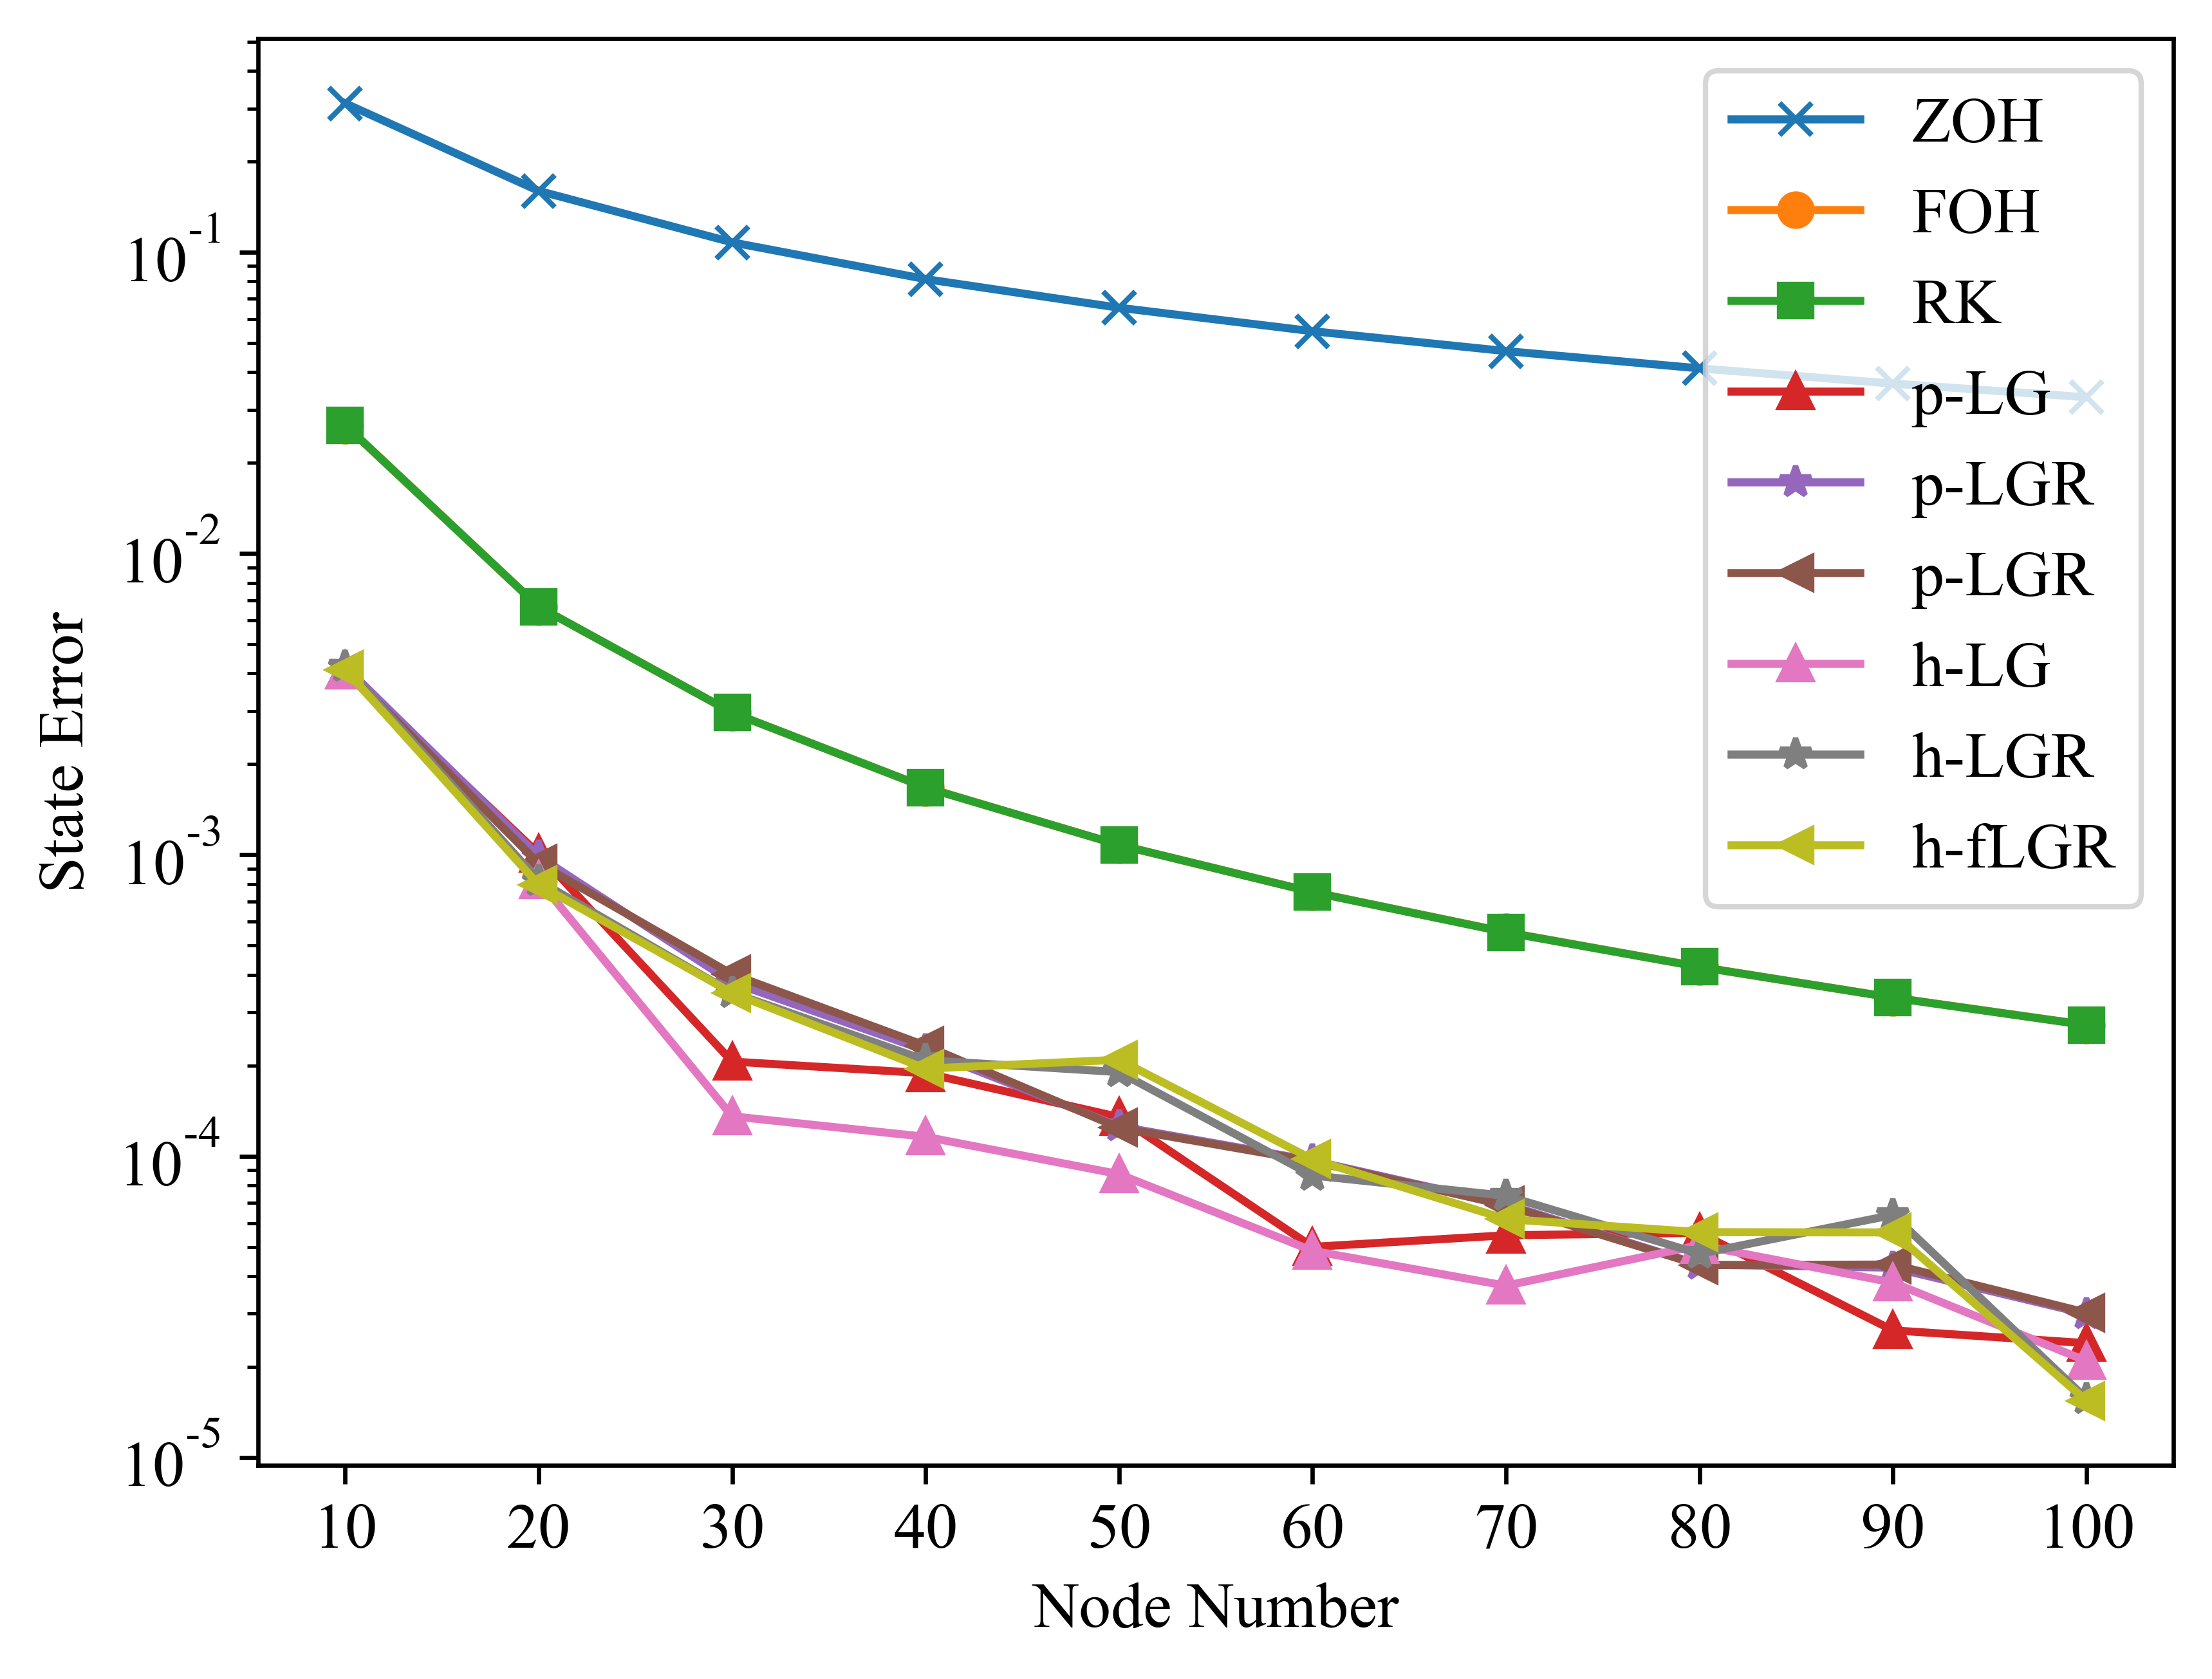 10-1
10-2
10-3
10-4
10-5
State Error
10 20 30 40 50 60 70 80 90 100
Node Number
ZOH
FOH
RK
p-LG
p-LGR
p-LGR
h-LG
h-LGR
h-fLGR